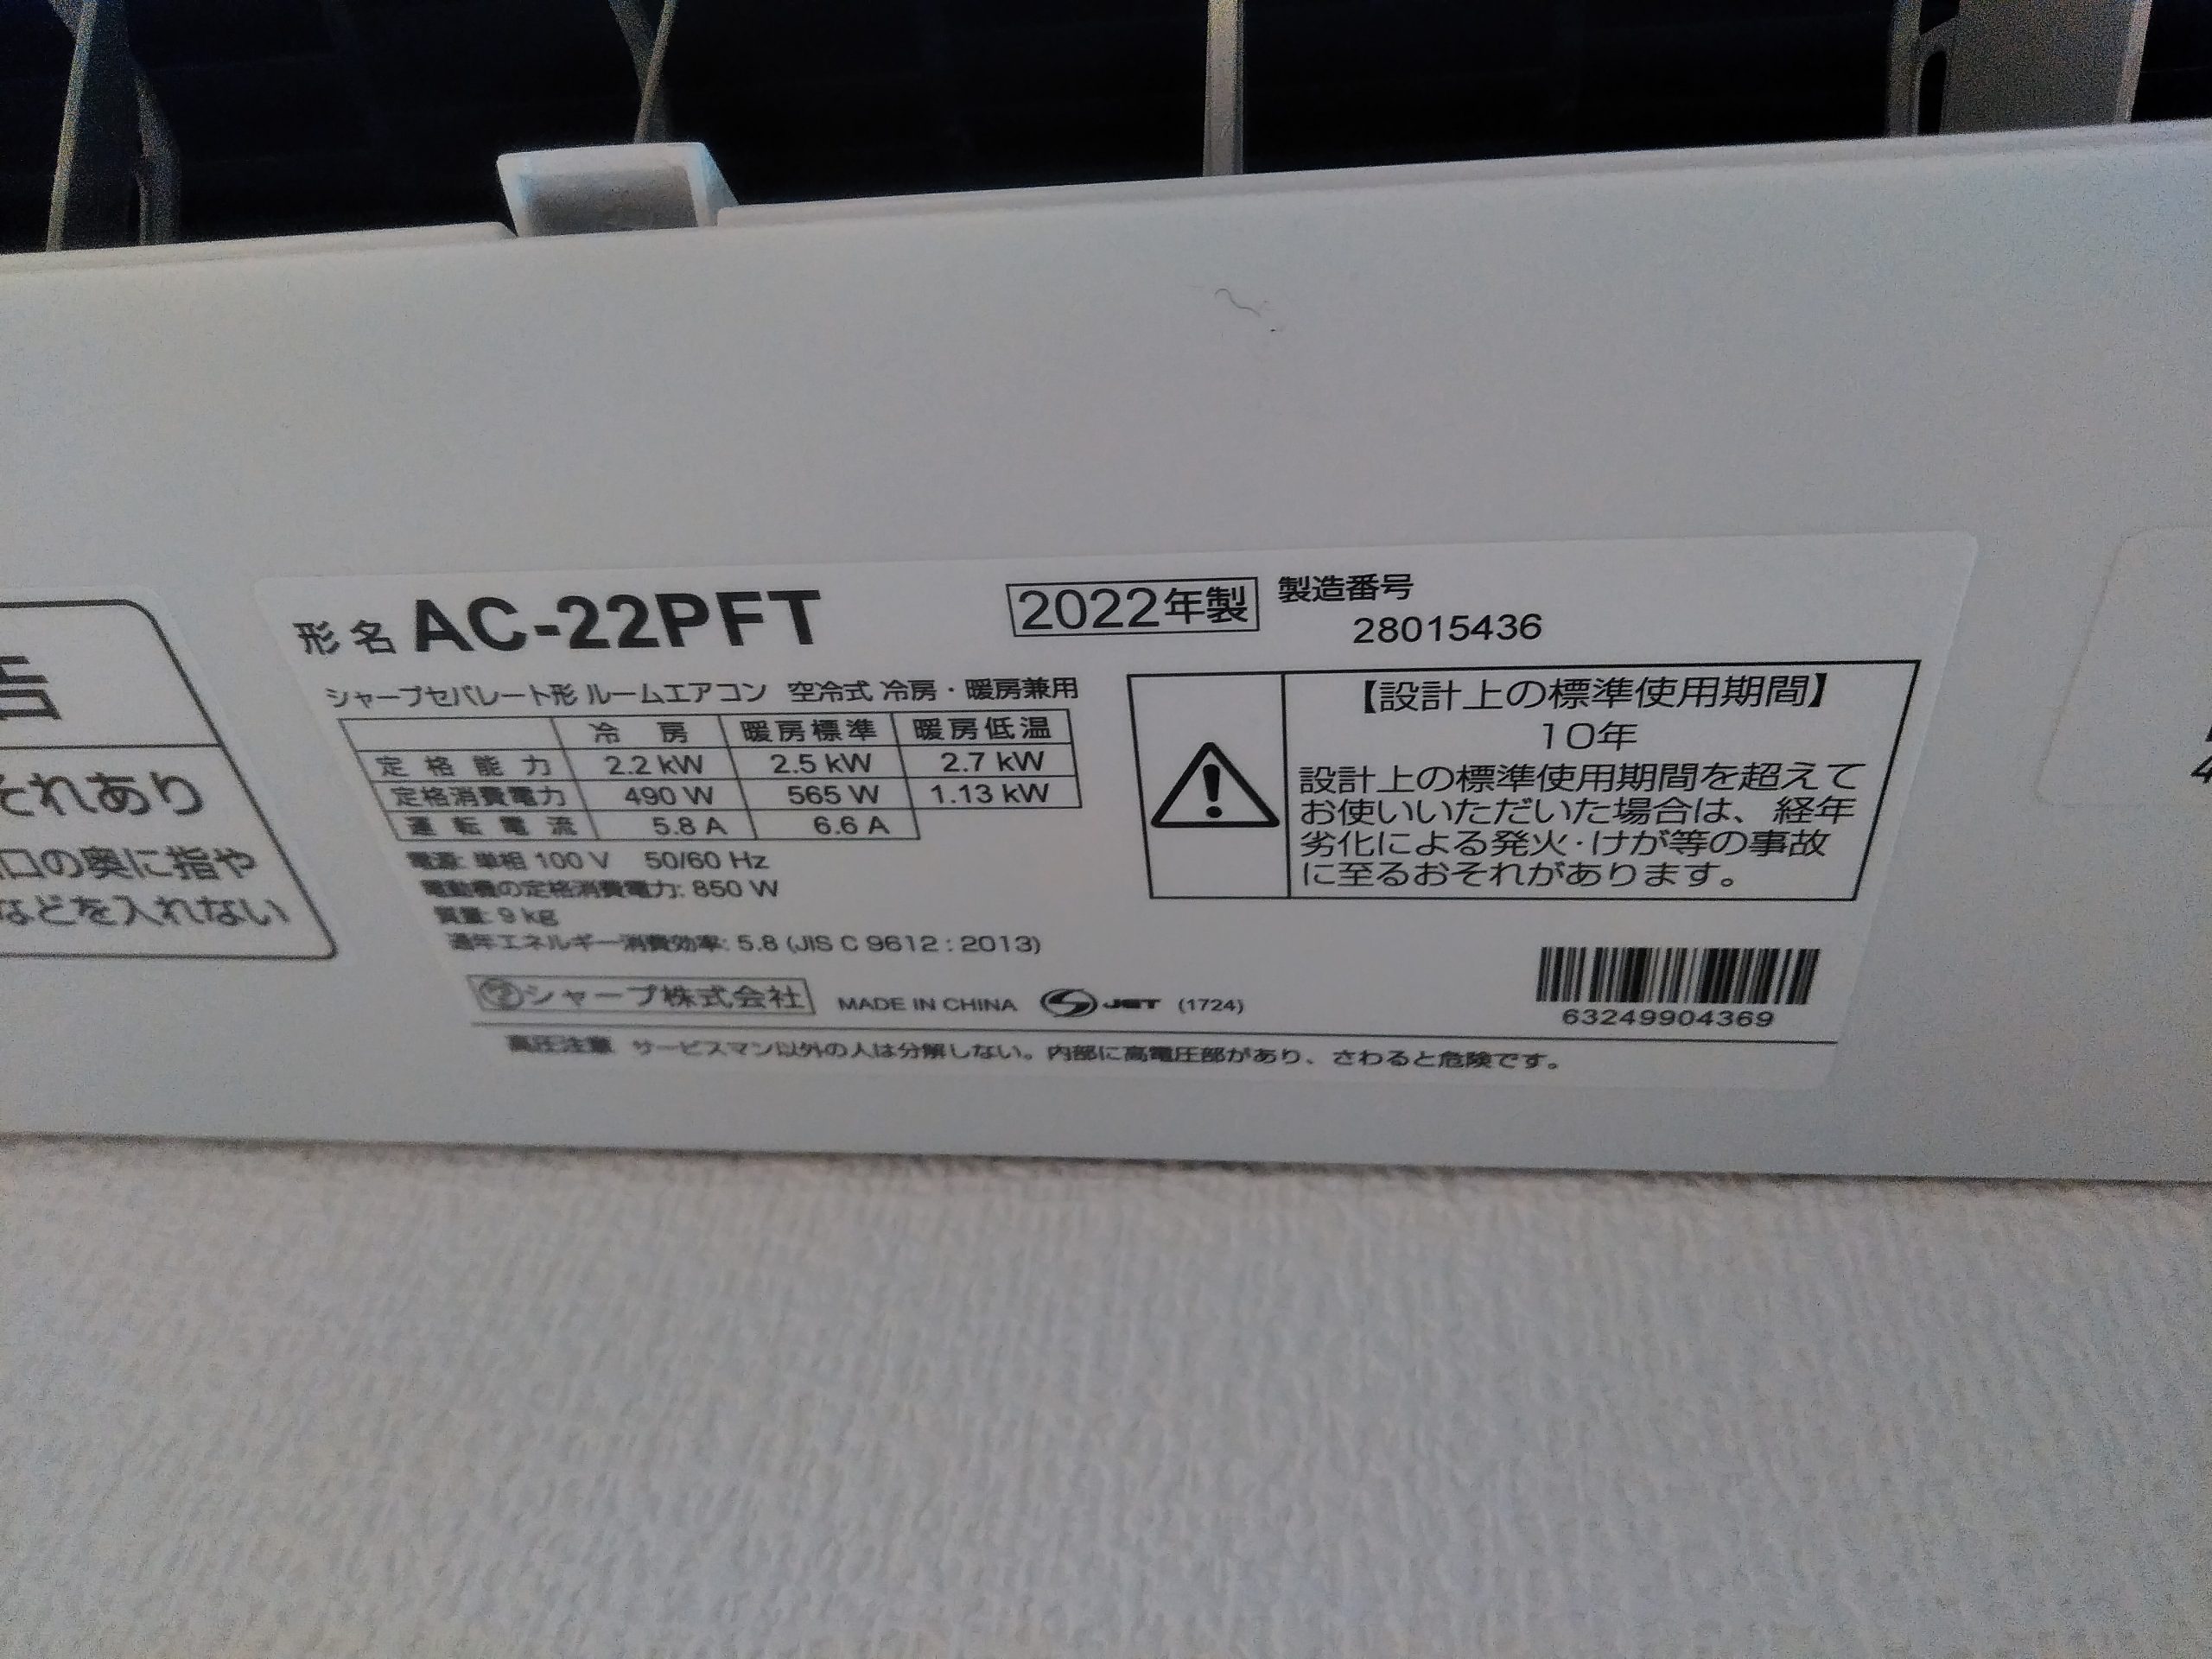 形名 AC-22PFT
2022年製
製造番号
28015436
シャープセパレート形 ルームエアコン 空冷式 冷房・暖房兼用
冷 房 暖房標準 暖房低温
定格能力 2.2 kW 2.5 kW 2.7 kW
定格消費電力 490 W 565 W 1.13 kW
運転電流 5.8 A 6.6 A
電源: 単相 100 V 50/60 Hz
電動機の定格消費電力: 850 W
質量: 9 kg
通年エネルギー消費効率: 5.8 (JIS C 9612 : 2013)
シャープ株式会社 MADE IN CHINA JET (1724)
高圧注意 サービスマン以外の人は分解しない。内部に高電圧部があり、さわると危険です。
【設計上の標準使用期間】
10年
設計上の標準使用期間を超えて
お使いいただいた場合は、経年
劣化による発火・けが等の事故
に至るおそれがあります。
63249904369
告
それあり
口の奥に指や
などを入れない
4